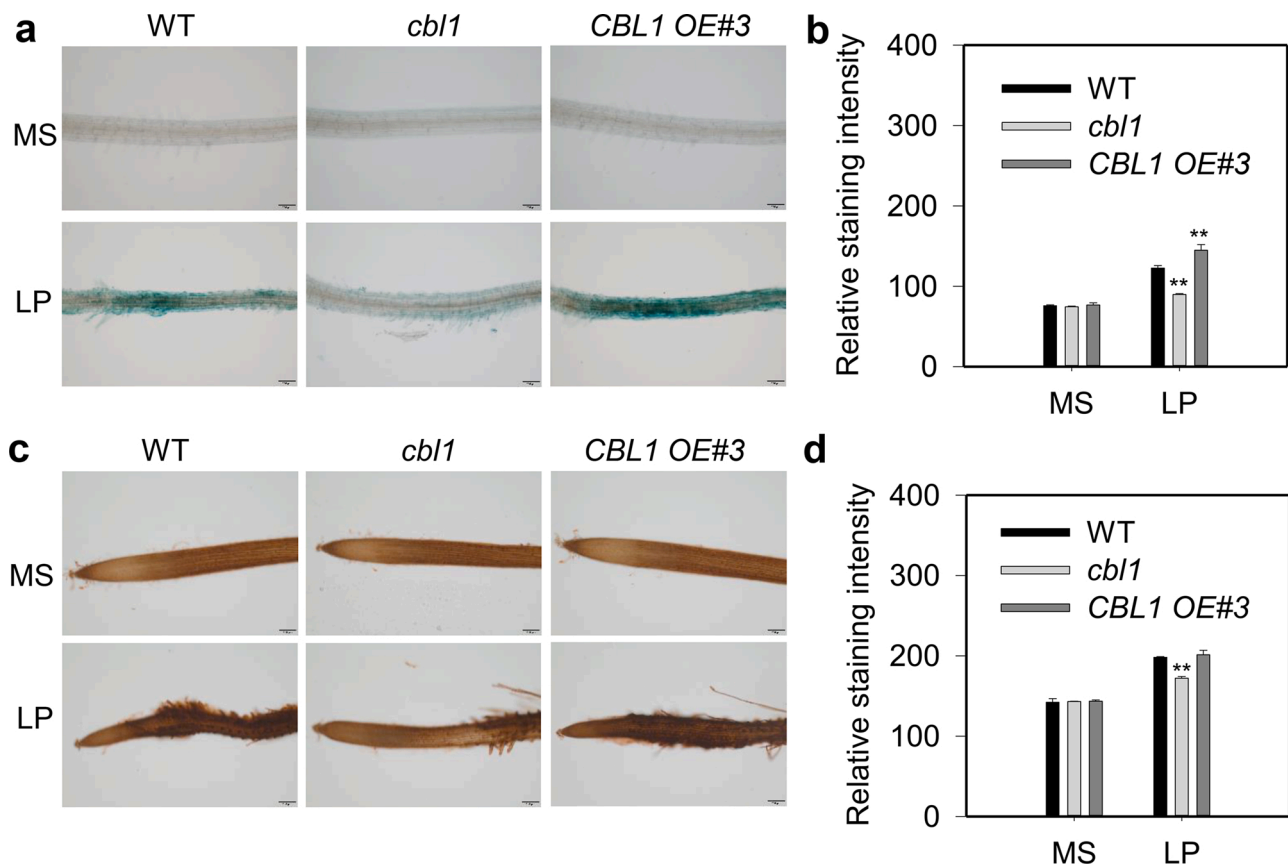 a
WT
cbl1
CBL1 OE#3
MS
LP
b
Relative staining intensity
400
300
200
100
0
WT
cbl1
CBL1 OE#3
**
**
MS
LP
c
WT
cbl1
CBL1 OE#3
MS
LP
d
Relative staining intensity
400
300
200
100
0
WT
cbl1
CBL1 OE#3
**
MS
LP